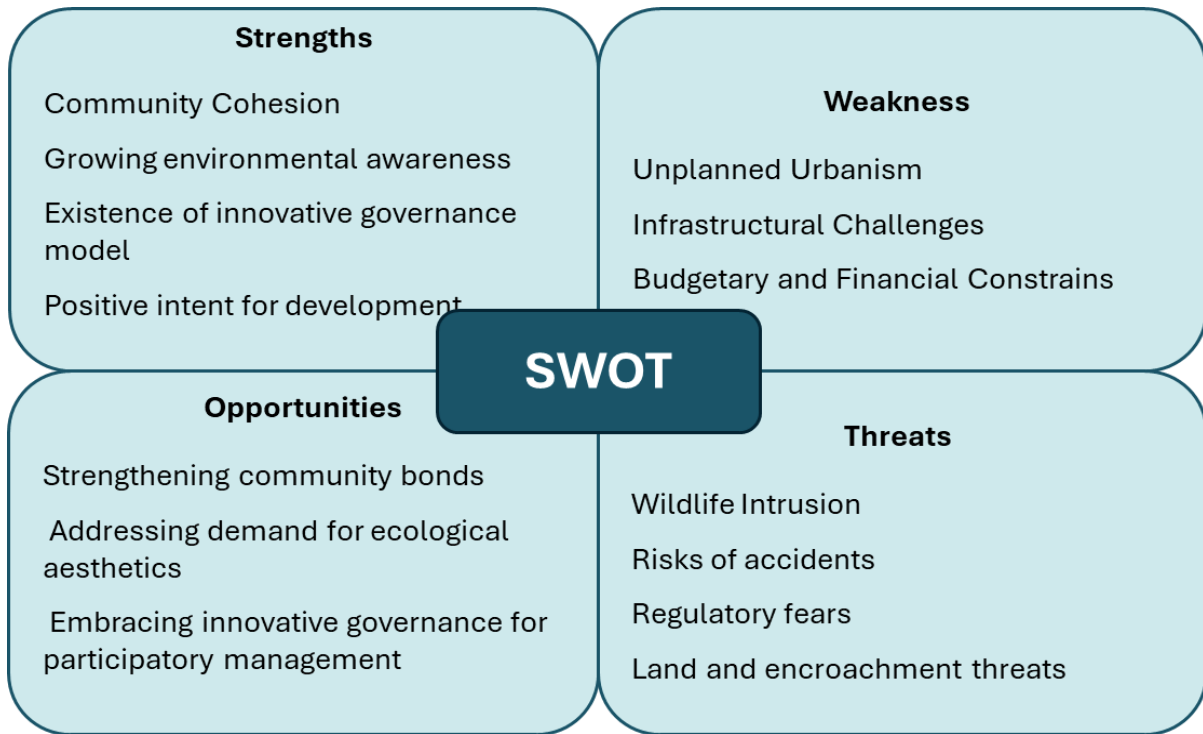 Strengths
Community Cohesion
Growing environmental awareness
Existence of innovative governance
model
Positive intent for development
Weakness
Unplanned Urbanism
Infrastructural Challenges
Budgetary and Financial Constrains
SWOT
Opportunities
Strengthening community bonds
Addressing demand for ecological
aesthetics
Embracing innovative governance for
participatory management
Threats
Wildlife Intrusion
Risks of accidents
Regulatory fears
Land and encroachment threats